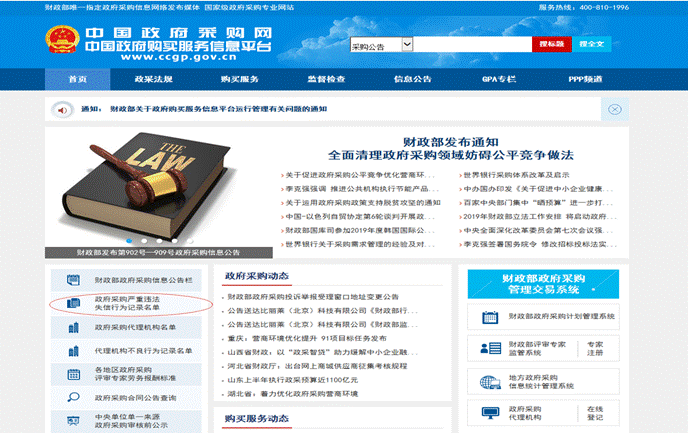 财政部唯一指定政府采购信息网络发布媒体 国家级政府采购专业网站
服务热线：400-810-1996
中国政府采购网
中国政府购买服务信息平台
www.ccgp.gov.cn
采购公告
搜标题
搜全文
首页
政采法规
购买服务
监督检查
信息公告
GPA专栏
PPP频道
通知：
财政部关于政府购买服务信息平台运行管理有关问题的通知
THE
LAW
财政部发布第902号—909号政府采购信息公告
财政部发布通知
全面清理政府采购领域妨碍公平竞争做法
关于促进政府采购公平竞争优化营商环...
李克强强调 推进公共机构执行节能产品...
关于运用政府采购政策支持脱贫攻坚的通知
中国-以色列自贸协定第6轮谈判开展政...
财政部国库司参加2019年度韩国国际公...
世界银行关于采购需求管理的经验及对...
世界银行采购体系改革及启示
中办国办印发《关于促进中小企业健康...
百家中央部门集中“晒预算”进一步打...
2019年财政部立法工作安排 将启动政府...
中央全面深化改革委员会第七次会议强...
李克强签署国务院令 修改招标投标法实...
财政部政府采购信息公告栏
政府采购严重违法
失信行为记录名单
政府采购代理机构名单
代理机构不良行为记录名单
各地区政府采购
评审专家劳务报酬标准
政府采购合同公告查询
中央单位单一来源
政府采购审核前公示
政府采购动态
财政部政府采购投诉举报受理窗口地址变更公告
公告送达比丽莱（北京）科技有限公司《财政部行...
公告送达比丽莱（北京）科技有限公司《财政部监...
重庆：营商环境优化提升 91项目标任务发布
山西省财政：以“政采智贷”助力缓解中小企业融...
河北省财政厅：出台网上商城供应商征集考核规程
山东上半年执行政采预算近1100亿元
湖北省：着力优化政府采购营商环境
购买服务动态
财政部政府采购
管理交易系统
财政部政府采购计划管理系统
财政部评审专家
监管系统
专家
注册
地方政府采购
信息统计管理系统
政府采购
代理机构
在线
登记